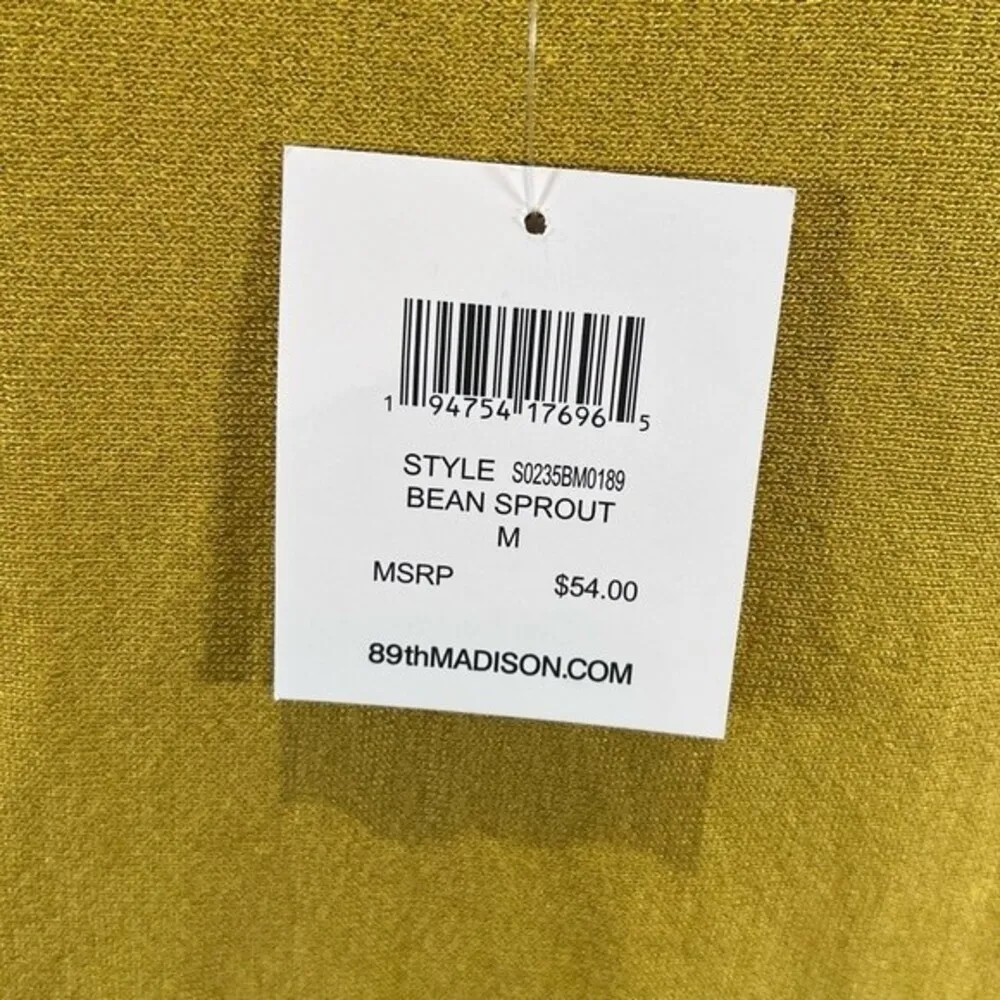 1 94754 17696 5
STYLE S0235BM0189
BEAN SPROUT
M
MSRP $54.00
89thMADISON.COM